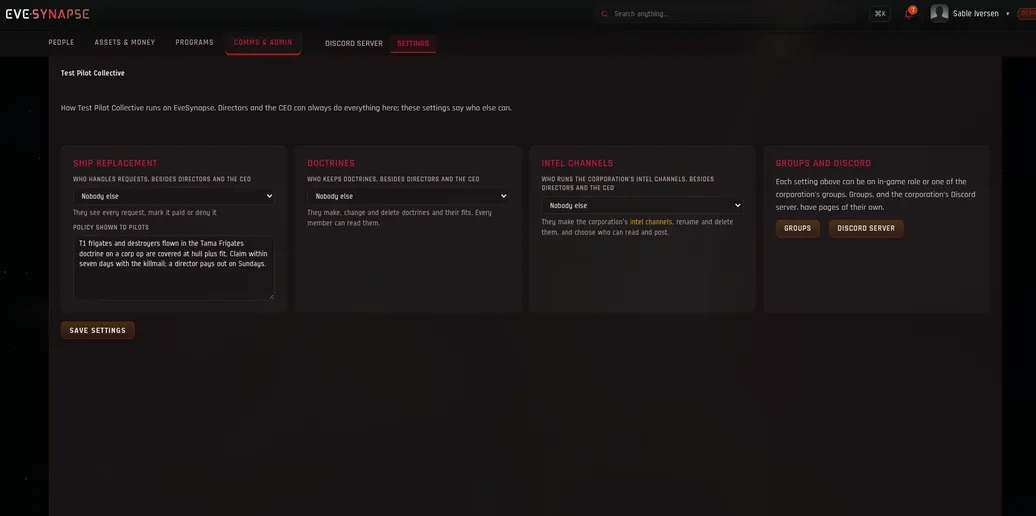 EVE·SYNAPSE
Search anything...
⌘K
7
Sable Iversen
PEOPLE
ASSETS & MONEY
PROGRAMS
COMMS & ADMIN
DISCORD SERVER
SETTINGS
Test Pilot Collective
How Test Pilot Collective runs on EveSynapse. Directors and the CEO can always do everything here; these settings say who else can.
SHIP REPLACEMENT
WHO HANDLES REQUESTS, BESIDES DIRECTORS AND THE CEO
Nobody else
They see every request, mark it paid or deny it
POLICY SHOWN TO PILOTS
T1 frigates and destroyers flown in the Tama Frigates
doctrine on a corp op are covered at hull plus fit. Claim within
seven days with the killmail; a director pays out on Sundays.
DOCTRINES
WHO KEEPS DOCTRINES, BESIDES DIRECTORS AND THE CEO
Nobody else
They make, change and delete doctrines and their fits. Every
member can read them.
INTEL CHANNELS
WHO RUNS THE CORPORATION'S INTEL CHANNELS, BESIDES
DIRECTORS AND THE CEO
Nobody else
They make the corporation's intel channels, rename and delete
them, and choose who can read and post.
GROUPS AND DISCORD
Each setting above can be an in-game role or one of the
corporation's groups. Groups, and the corporation's Discord
server, have pages of their own.
GROUPS
DISCORD SERVER
SAVE SETTINGS